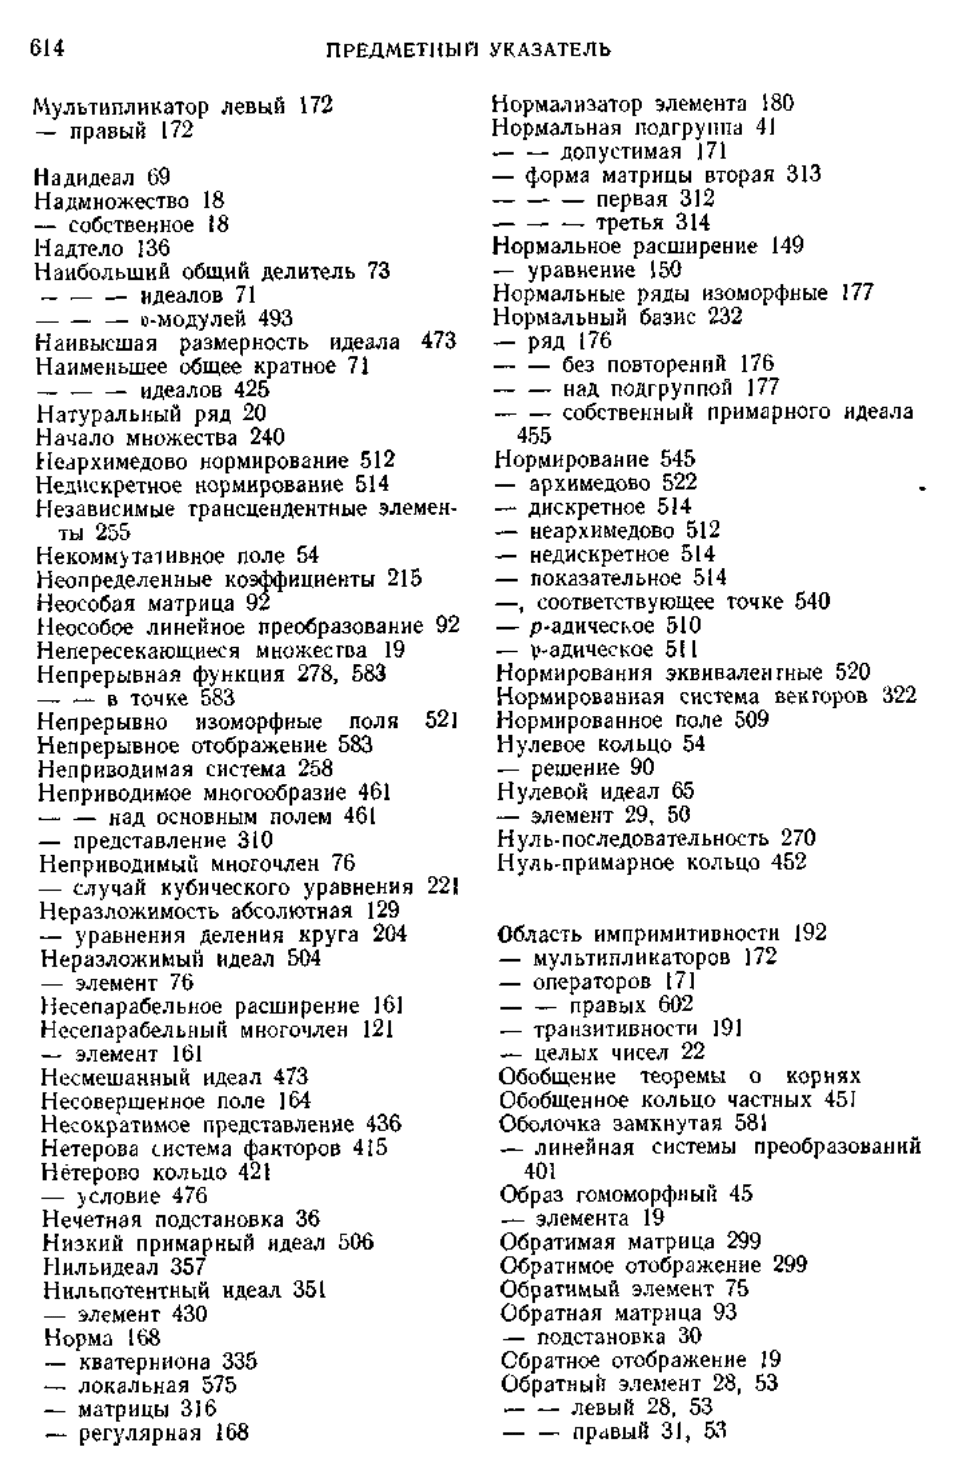 614
ПРЕДМЕТНЫЙ УКАЗАТЕЛЬ
Мультипликатор левый 172
— правый 172
Надидеал 69
Надмножество 18
— собственное 18
Надтело 136
Наибольший общий делитель 73
— — — идеалов 71
— — — 𝔬-модулей 493
Наивысшая размерность идеала 473
Наименьшее общее кратное 71
— — — идеалов 425
Натуральный ряд 20
Начало множества 240
Неархимедово нормирование 512
Недискретное нормирование 514
Независимые трансцендентные элемен-
ты 255
Некоммутативное поле 54
Неопределенные коэффициенты 215
Неособая матрица 92
Неособое линейное преобразование 92
Непересекающиеся множества 19
Непрерывная функция 278, 583
— — в точке 583
Непрерывно изоморфные поля 521
Непрерывное отображение 583
Неприводимая система 258
Неприводимое многообразие 461
— — над основным полем 461
— представление 310
Неприводимый многочлен 76
— случай кубического уравнения 221
Неразложимость абсолютная 129
— уравнения деления круга 204
Неразложимый идеал 504
— элемент 76
Несепарабельное расширение 161
Несепарабельный многочлен 121
— элемент 161
Несмешанный идеал 473
Несовершенное поле 164
Несократимое представление 436
Нетерова система факторов 415
Нётерово кольцо 421
— условие 476
Нечетная подстановка 36
Низкий примарный идеал 506
Нильидеал 357
Нильпотентный идеал 351
— элемент 430
Норма 168
— кватерниона 335
— локальная 575
— матрицы 316
— регулярная 168
Нормализатор элемента 180
Нормальная подгруппа 41
— — допустимая 171
— форма матрицы вторая 313
— — — первая 312
— — — третья 314
Нормальное расширение 149
— уравнение 150
Нормальные ряды изоморфные 177
Нормальный базис 232
— ряд 176
— — без повторений 176
— — над подгруппой 177
— — собственный примарного идеала
455
Нормирование 545
— архимедово 522
— дискретное 514
— неархимедово 512
— недискретное 514
— показательное 514
—, соответствующее точке 540
— p-адическое 510
— 𝔭-адическое 511
Нормирования эквивалентные 520
Нормированная система векторов 322
Нормированное поле 509
Нулевое кольцо 54
— решение 90
Нулевой идеал 65
— элемент 29, 50
Нуль-последовательность 270
Нуль-примарное кольцо 452
Область импримитивности 192
— мультипликаторов 172
— операторов 171
— — правых 602
— транзитивности 191
— целых чисел 22
Обобщение теоремы о корнях
Обобщенное кольцо частных 451
Оболочка замкнутая 581
— линейная системы преобразований
401
Образ гомоморфный 45
— элемента 19
Обратимая матрица 299
Обратимое отображение 299
Обратимый элемент 75
Обратная матрица 93
— подстановка 30
Обратное отображение 19
Обратный элемент 28, 53
— — левый 28, 53
— — правый 31, 53